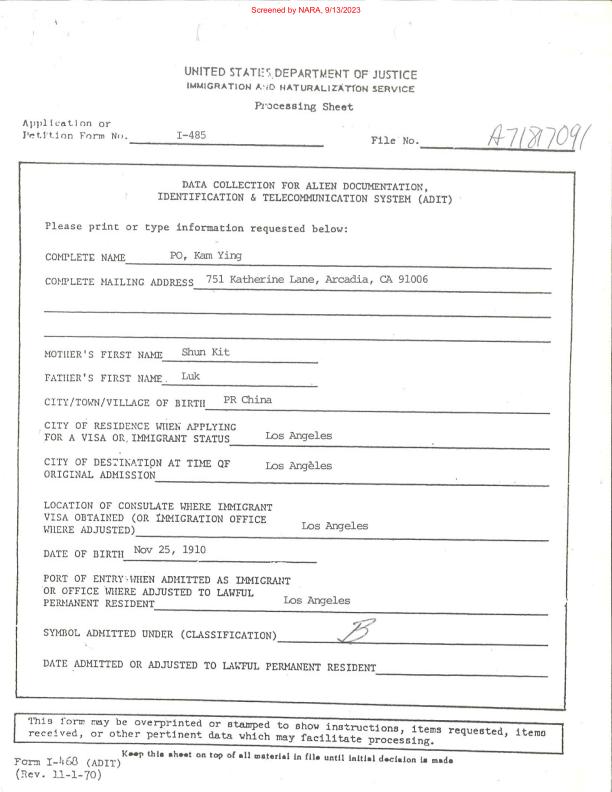 Screened by NARA, 9/13/2023
UNITED STATES DEPARTMENT OF JUSTICE
IMMIGRATION AND NATURALIZATION SERVICE
Processing Sheet
Application or
Petition Form No. I-485
File No. A71817091
DATA COLLECTION FOR ALIEN DOCUMENTATION,
IDENTIFICATION & TELECOMMUNICATION SYSTEM (ADIT)
Please print or type information requested below:
COMPLETE NAME PO, Kam Ying
COMPLETE MAILING ADDRESS 751 Katherine Lane, Arcadia, CA 91006
MOTHER'S FIRST NAME Shun Kit
FATHER'S FIRST NAME Luk
CITY/TOWN/VILLAGE OF BIRTH PR China
CITY OF RESIDENCE WHEN APPLYING
FOR A VISA OR IMMIGRANT STATUS Los Angeles
CITY OF DESTINATION AT TIME OF Los Angeles
ORIGINAL ADMISSION
LOCATION OF CONSULATE WHERE IMMIGRANT
VISA OBTAINED (OR IMMIGRATION OFFICE
WHERE ADJUSTED) Los Angeles
DATE OF BIRTH Nov 25, 1910
PORT OF ENTRY WHEN ADMITTED AS IMMIGRANT
OR OFFICE WHERE ADJUSTED TO LAWFUL
PERMANENT RESIDENT Los Angeles
SYMBOL ADMITTED UNDER (CLASSIFICATION) B
DATE ADMITTED OR ADJUSTED TO LAWFUL PERMANENT RESIDENT
This form may be overprinted or stamped to show instructions, items requested, items
received, or other pertinent data which may facilitate processing.
Keep this sheet on top of all material in file until initial decision is made
Form I-468 (ADIT)
(Rev. 11-1-70)